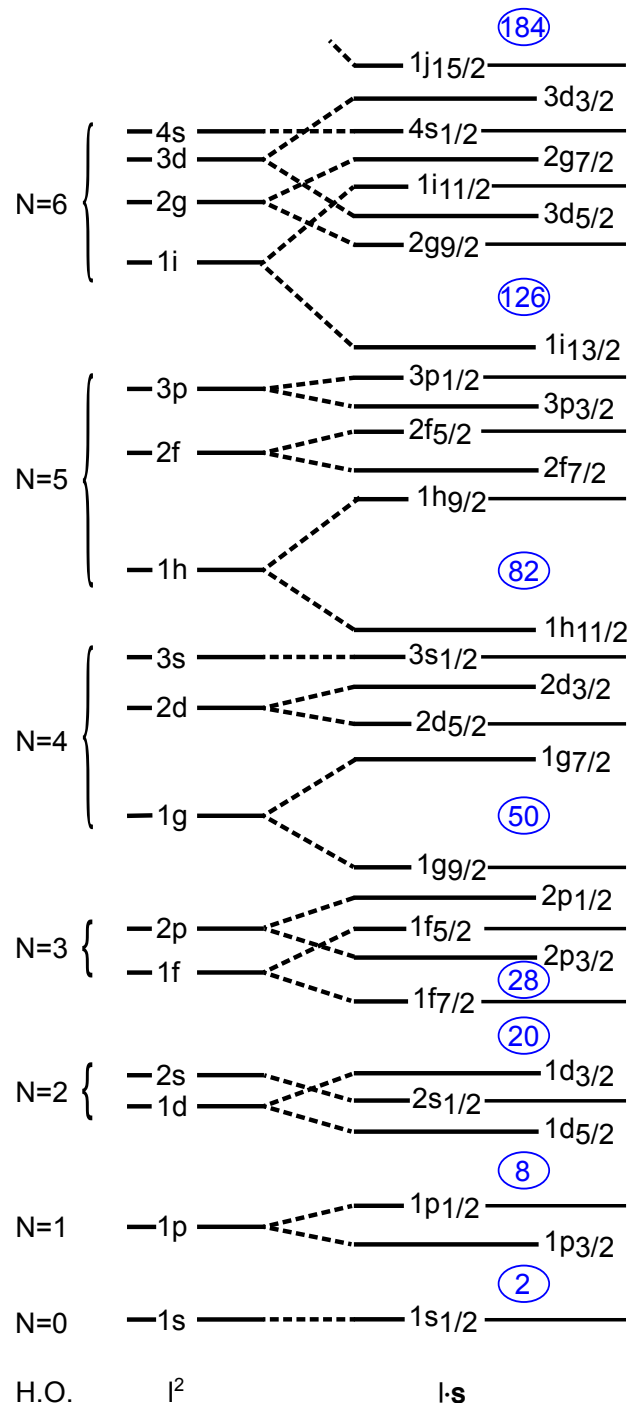 184
1j15/2
3d3/2
4s 4s1/2
3d 2g7/2
N=6 2g 1i11/2
3d5/2
2g9/2
1i
126
1i13/2
3p 3p1/2
3p3/2
2f 2f5/2
N=5 2f7/2
1h9/2
1h 82
1h11/2
3s 3s1/2
2d3/2
N=4 2d 2d5/2
1g7/2
1g 50
1g9/2
2p1/2
2p 1f5/2
N=3 2p3/2
1f 28
1f7/2
20
2s 1d3/2
N=2 1d 2s1/2
1d5/2
8
1p1/2
N=1 1p 1p3/2
2
N=0 1s 1s1/2
H.O. l² l·s